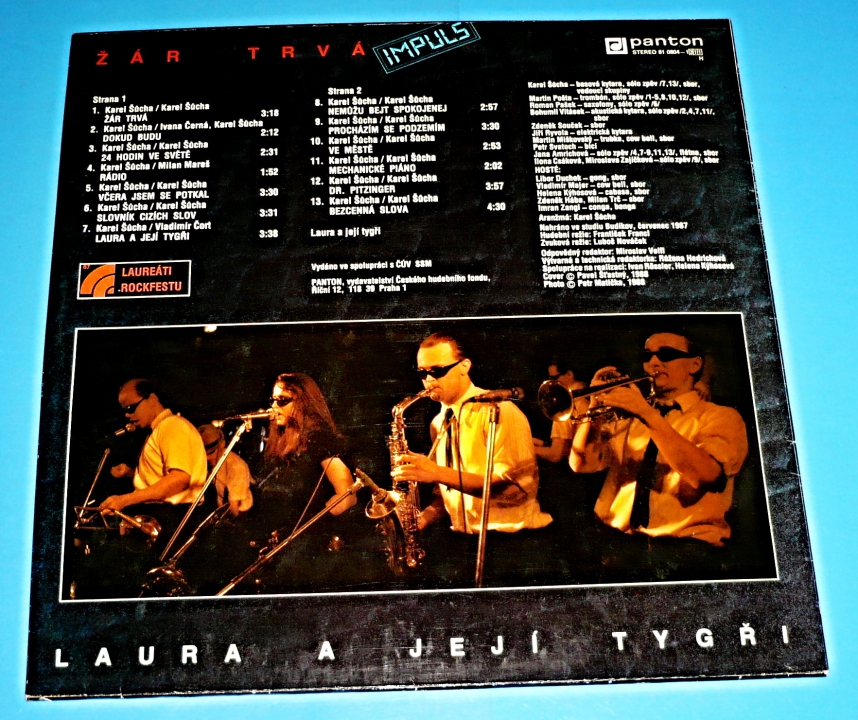 ŽÁR TRVÁ
IMPULS
panton
STEREO 81 0804-1
H
Strana 1
1. Karel Šůcha / Karel Šůcha
ŽÁR TRVÁ 3:18
2. Karel Šůcha / Ivana Černá, Karel Šůcha
DOKUD BUDU 2:12
3. Karel Šůcha / Karel Šůcha
24 HODIN VE SVĚTĚ 2:31
4. Karel Šůcha / Milan Mareš
RÁDIO 1:52
5. Karel Šůcha / Karel Šůcha
VČERA JSEM SE POTKAL 3:30
6. Karel Šůcha / Karel Šůcha
SLOVNÍK CIZÍCH SLOV 3:31
7. Karel Šůcha / Vladimír Čort
LAURA A JEJÍ TYGŘI 3:38
LAUREÁTI
ROCKFESTU
Strana 2
8. Karel Šůcha / Karel Šůcha
NEMŮŽU BEJT SPOKOJENEJ 2:57
9. Karel Šůcha / Karel Šůcha
PROCHÁZÍM SE PODZEMÍM 3:30
10. Karel Šůcha / Karel Šůcha
VE MĚSTĚ 2:53
11. Karel Šůcha / Karel Šůcha
MECHANICKÉ PIÁNO 2:02
12. Karel Šůcha / Karel Šůcha
DR. PITZINGER 3:57
13. Karel Šůcha / Karel Šůcha
BEZCENNÁ SLOVA 4:30
Laura a její tygři
Vydáno ve spolupráci s ČÚV SSM
PANTON, vydavatelství Českého hudebního fondu,
Říční 12, 118 39 Praha 1
Karel Šůcha – basová kytara, sólo zpěv /7,13/, sbor,
vedoucí skupiny
Martin Pošta – trombón, sólo zpěv /1-6,8,10,12/, sbor
Roman Pašek – saxofony, sólo zpěv /6/
Bohumil Vitásek – akustická kytara, sólo zpěv /2,4,7,11/,
sbor
Zdeněk Souček – sbor
Jiří Ryvola – elektrická kytara
Martin Miškovský – trubka, cow bell, sbor
Petr Svatoch – bicí
Jana Amrichová – sólo zpěv /4,7-9,11,13/, flétna, sbor
Ilona Csáková, Miroslava Zajíčková – sólo zpěv /9/, sbor
HOSTÉ:
Libor Dušek – gong, sbor
Vladimír Majer – cow bell, sbor
Helena Kýhosová – cabassa, sbor
Zdeněk Hába, Milan Trč – sbor
Imran Zangi – conga, bonga
Aranžmá: Karel Šůcha
Nahráno ve studiu Budíkov, červenec 1987
Hudební režie: František Francl
Zvuková režie: Luboš Nováček
Odpovědný redaktor: Miroslav
Výtvarná a technická redaktorka: Růžena Hedrichová
Spolupráce na realizaci: Ivan Rössler, Helena Kýhosová
Cover © Pavel Šťastný, 1988
Photo © Petr Matička, 1988
LAURA A JEJÍ TYGŘI